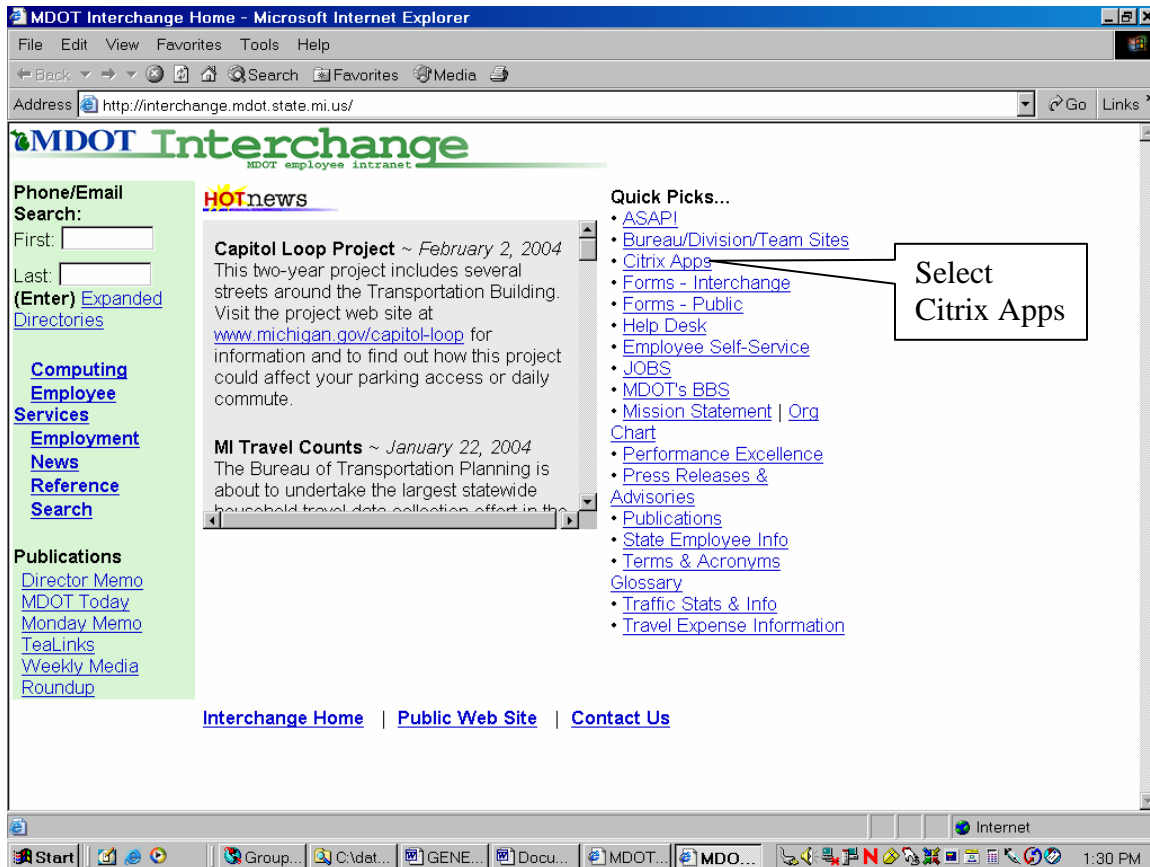 MDOT Interchange Home - Microsoft Internet Explorer
File Edit View Favorites Tools Help
Back Search Favorites Media
Address http://interchange.mdot.state.mi.us/ Go Links
MDOT Interchange
MDOT employee intranet
Phone/Email
Search:
First:
Last:
(Enter) Expanded
Directories
Computing
Employee
Services
Employment
News
Reference
Search
Publications
Director Memo
MDOT Today
Monday Memo
TeaLinks
Weekly Media
Roundup
HOTnews
Capitol Loop Project ~ February 2, 2004
This two-year project includes several
streets around the Transportation Building.
Visit the project web site at
www.michigan.gov/capitol-loop for
information and to find out how this project
could affect your parking access or daily
commute.
MI Travel Counts ~ January 22, 2004
The Bureau of Transportation Planning is
about to undertake the largest statewide
household travel data collection effort in the
Quick Picks...
• ASAP!
• Bureau/Division/Team Sites
• Citrix Apps
• Forms - Interchange
• Forms - Public
• Help Desk
• Employee Self-Service
• JOBS
• MDOT's BBS
• Mission Statement | Org
Chart
• Performance Excellence
• Press Releases &
Advisories
• Publications
• State Employee Info
• Terms & Acronyms
Glossary
• Traffic Stats & Info
• Travel Expense Information
Select
Citrix Apps
Interchange Home | Public Web Site | Contact Us
Internet
Start Group... C:\dat... GENE... Docu... MDOT... MDO... N 1:30 PM